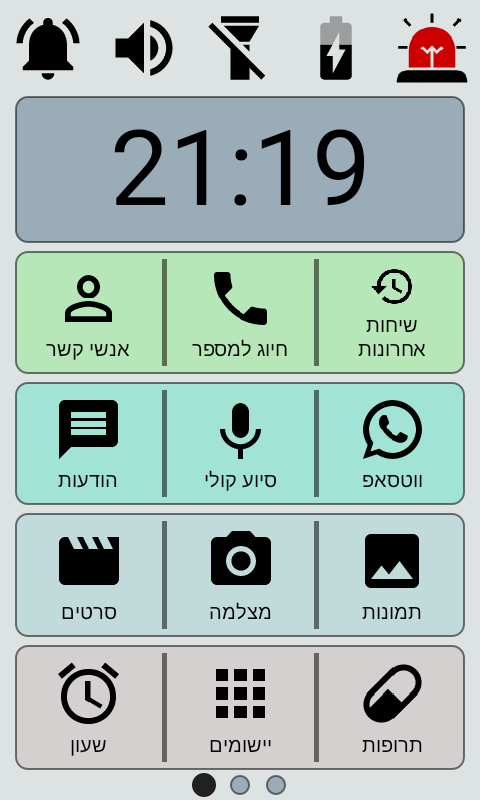 21:19
שיחות
אחרונות
חיוג למספר
אנשי קשר
ווטסאפ
סיוע קולי
הודעות
תמונות
מצלמה
סרטים
תרופות
יישומים
שעון